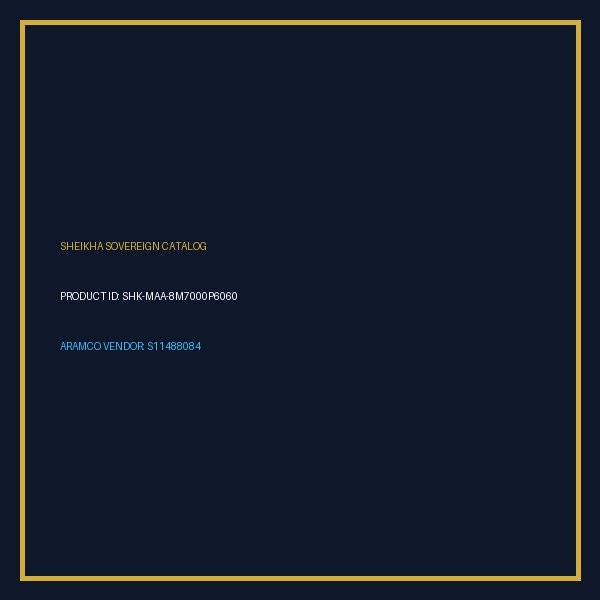 SHEIKHA SOVEREIGN CATALOG
PRODUCT ID: SHK-MAA-8M7000P6060
ARAMCO VENDOR: S11488084